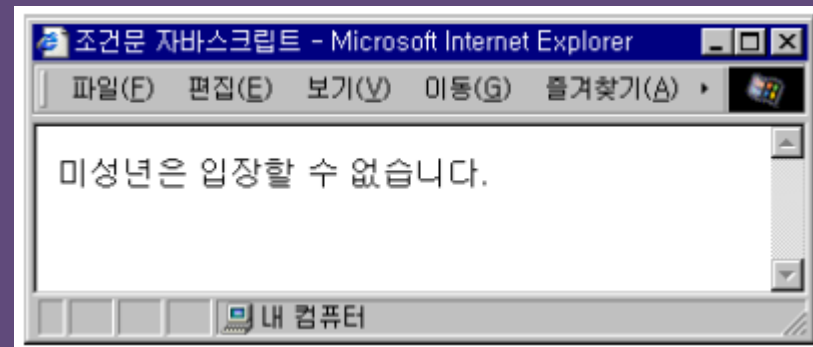 조건문 자바스크립트 - Microsoft Internet Explorer
파일(F) 편집(E) 보기(V) 이동(G) 즐겨찾기(A)
미성년은 입장할 수 없습니다.
내 컴퓨터